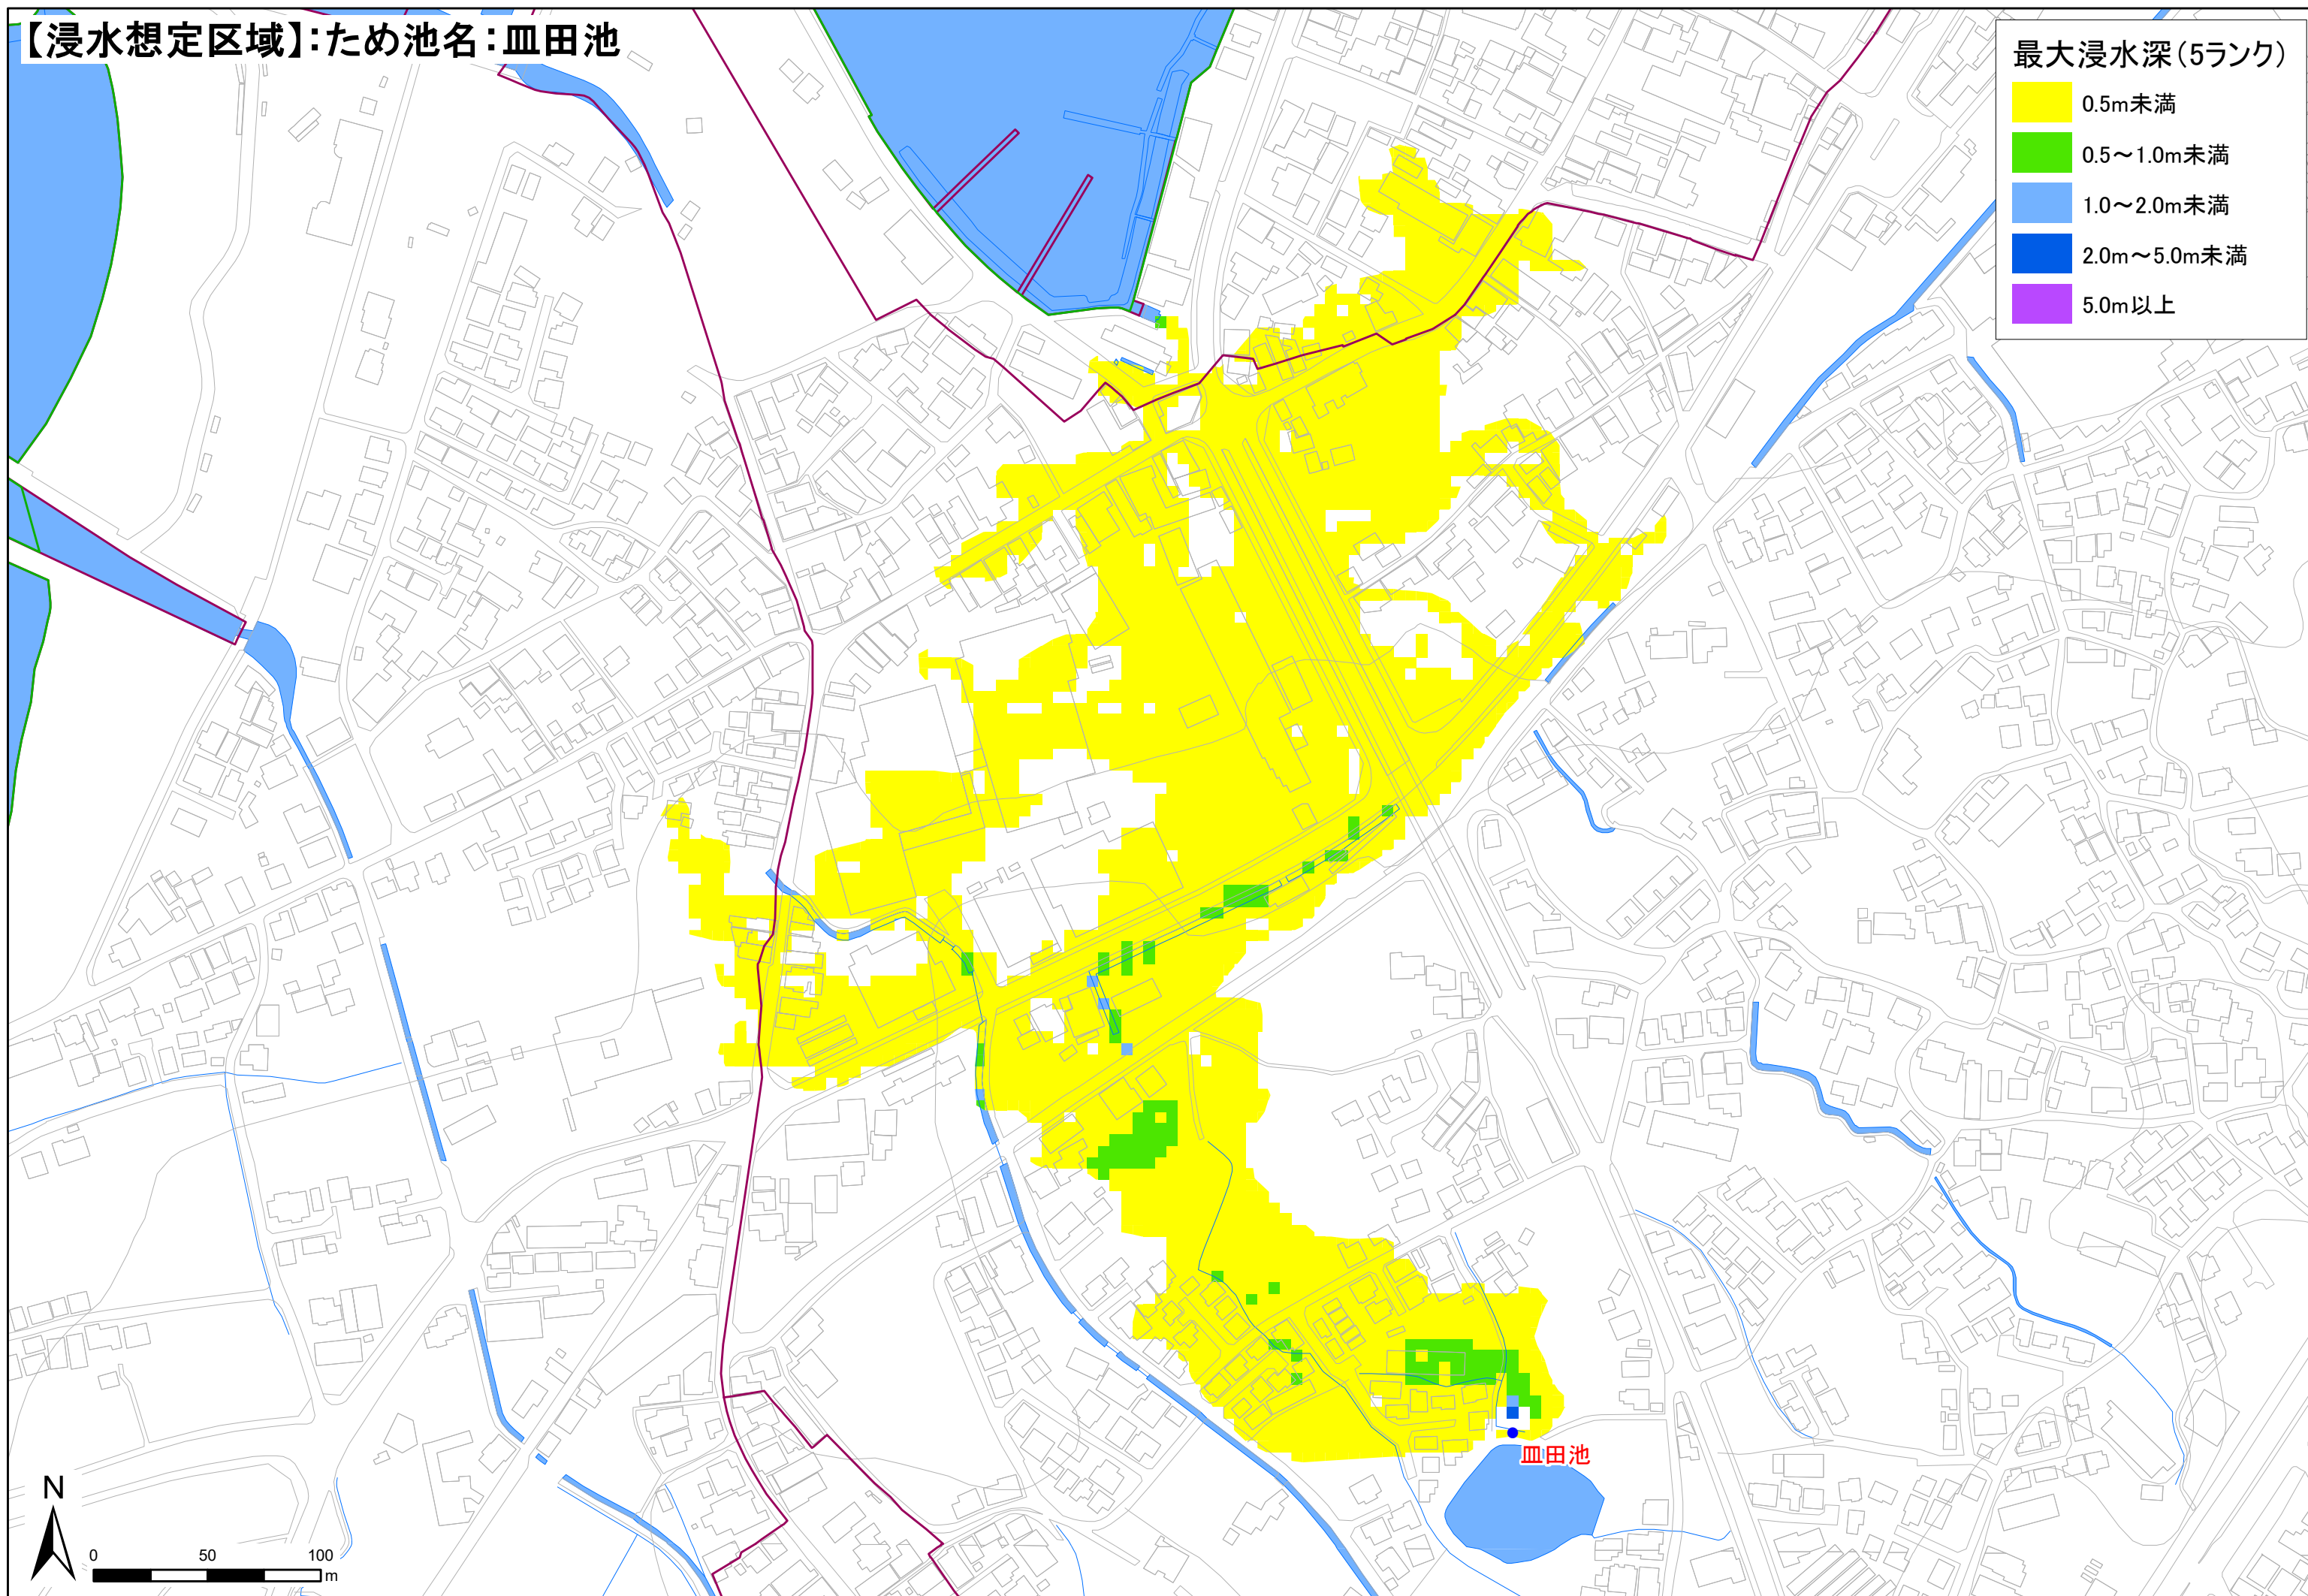 【浸水想定区域】:ため池名:皿田池
最大浸水深(5ランク)
0.5m未満
0.5~1.0m未満
1.0~2.0m未満
2.0m~5.0m未満
5.0m以上
皿田池
N
0 50 100
m